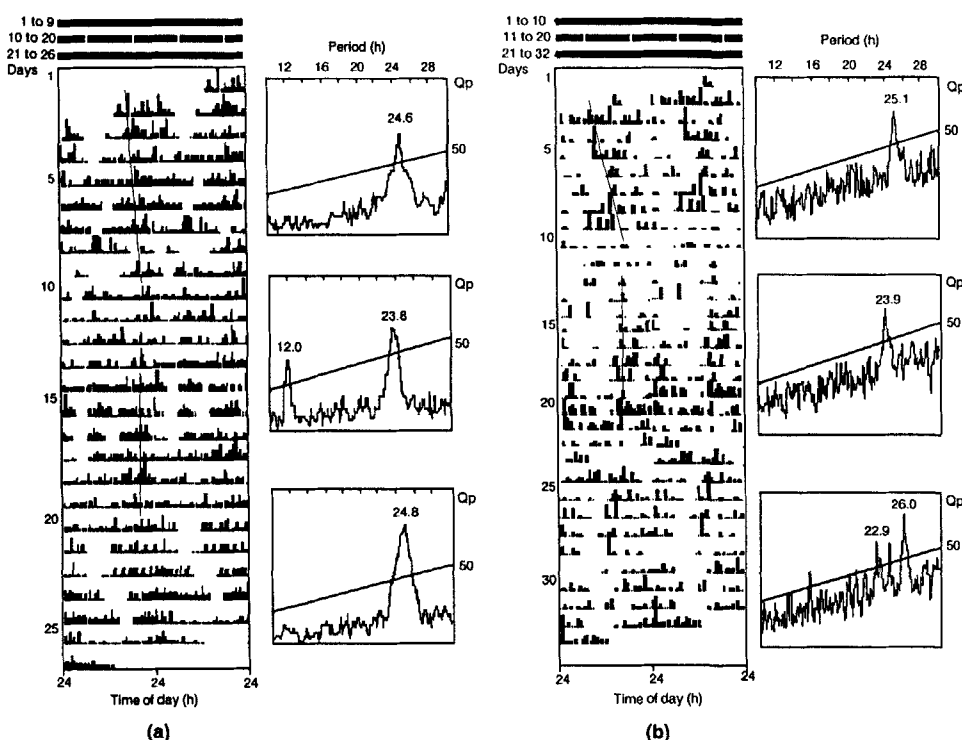 1 to 9
10 to 20
21 to 26
Days
1
5
10
15
20
25
24 24 24
Time of day (h)
(a)
Period (h)
12 16 20 24 28
Qp
24.6
50
Qp
12.0
23.8
50
Qp
24.8
50
1 to 10
11 to 20
21 to 32
Days
1
5
10
15
20
25
30
24 24 24
Time of day (h)
(b)
Period (h)
12 16 20 24 28
Qp
25.1
50
Qp
23.9
50
Qp
22.9
26.0
50